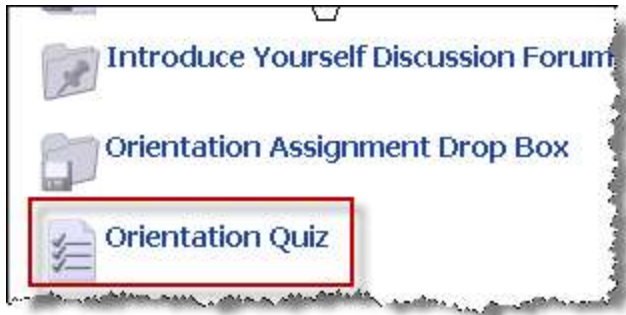 Introduce Yourself Discussion Forum
Orientation Assignment Drop Box
Orientation Quiz